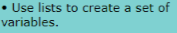 • Use lists to create a set of
variables.